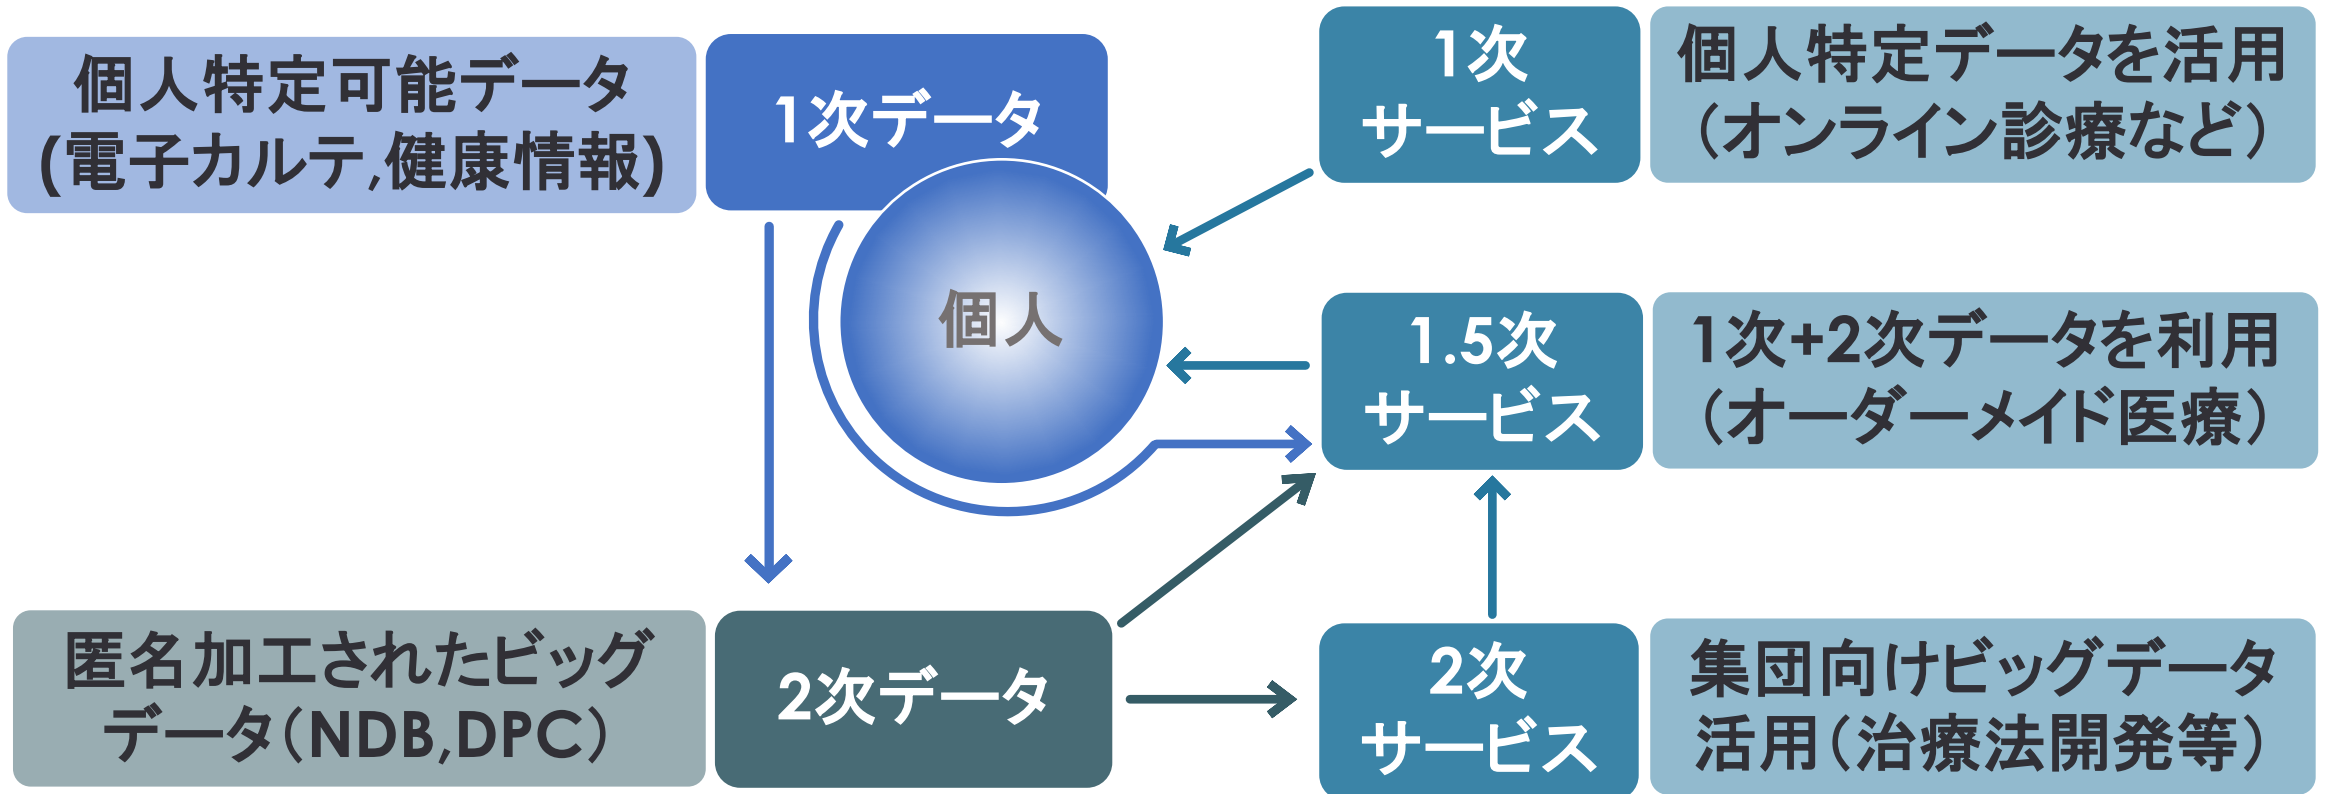 個人特定可能データ
(電子カルテ,健康情報)
1次データ
個人
1次
サービス
個人特定データを活用
（オンライン診療など）
1.5次
サービス
1次+2次データを利用
（オーダーメイド医療）
匿名加工されたビッグ
データ（NDB,DPC）
2次データ
2次
サービス
集団向けビッグデータ
活用（治療法開発等）